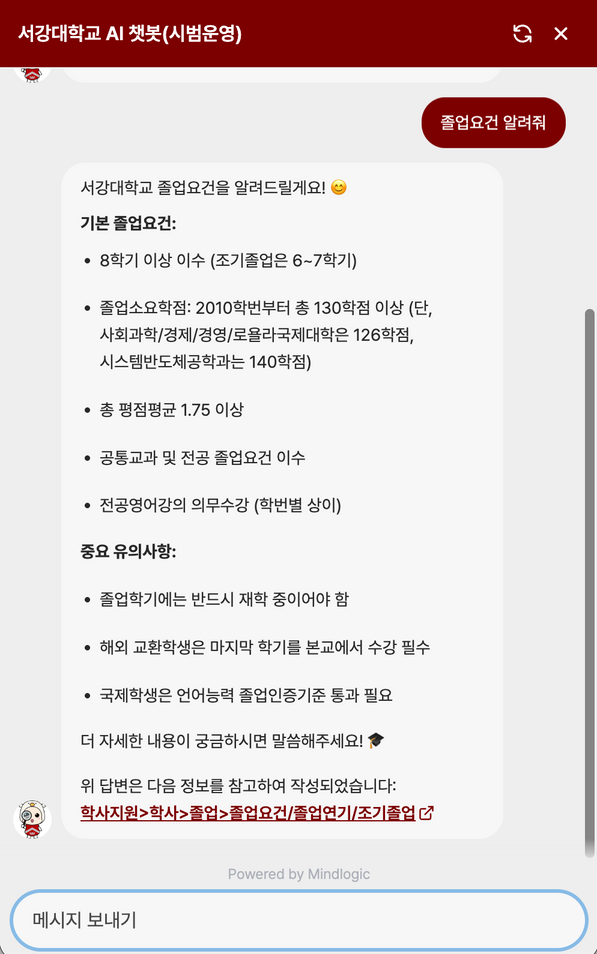 서강대학교 AI 챗봇(시범운영)
졸업요건 알려줘
서강대학교 졸업요건을 알려드릴게요! 😊
기본 졸업요건:
• 8학기 이상 이수 (조기졸업은 6~7학기)
• 졸업소요학점: 2010학번부터 총 130학점 이상 (단,
사회과학/경제/경영/로욜라국제대학은 126학점,
시스템반도체공학과는 140학점)
• 총 평점평균 1.75 이상
• 공통교과 및 전공 졸업요건 이수
• 전공영어강의 의무수강 (학번별 상이)
중요 유의사항:
• 졸업학기에는 반드시 재학 중이어야 함
• 해외 교환학생은 마지막 학기를 본교에서 수강 필수
• 국제학생은 언어능력 졸업인증기준 통과 필요
더 자세한 내용이 궁금하시면 말씀해주세요! 🎓
위 답변은 다음 정보를 참고하여 작성되었습니다:
학사지원>학사>졸업>졸업요건/졸업연기/조기졸업
Powered by Mindlogic
메시지 보내기